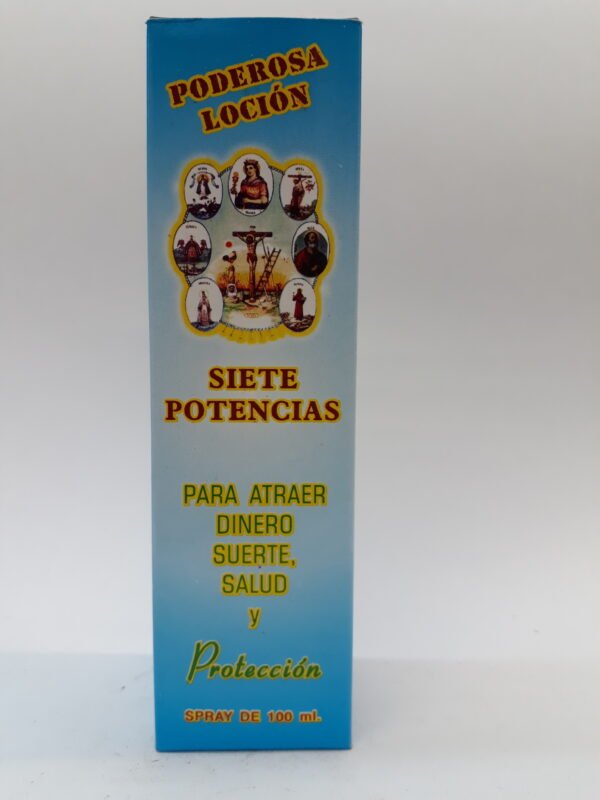 PODEROSA
LOCIÓN
SIETE
POTENCIAS
PARA ATRAER
DINERO
SUERTE,
SALUD
y
Protección
SPRAY DE 100 ml.